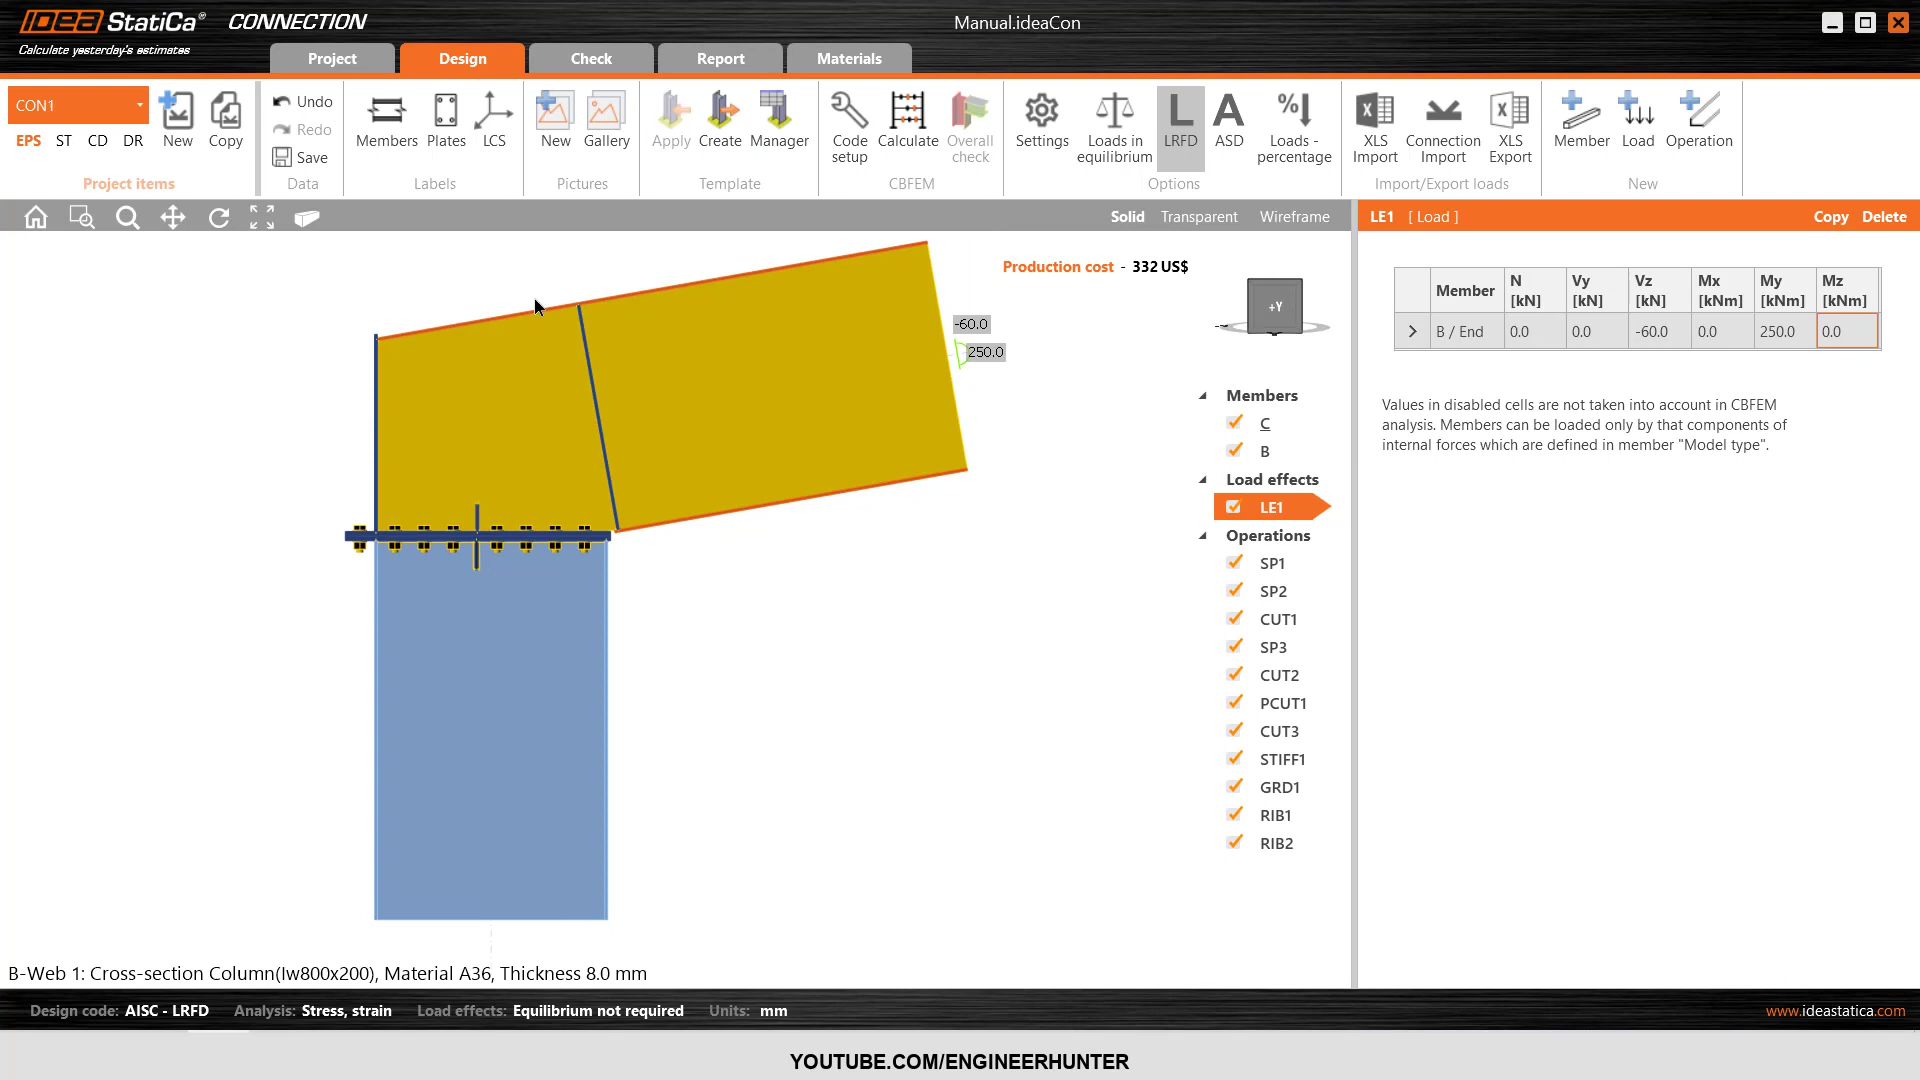 IDEA StatiCa® CONNECTION
Calculate yesterday's estimates
Manual.ideaCon
Project Design Check Report Materials
CON1
EPS ST CD DR
New Copy
Project items
Undo
Redo
Save
Data
Members Plates LCS
Labels
New Gallery
Pictures
Apply Create Manager
Template
Code setup Calculate Overall check
CBFEM
Settings Loads in equilibrium LRFD ASD Loads - percentage
Options
XLS Import Connection Import XLS Export
Import/Export loads
Member Load Operation
New
Solid Transparent Wireframe
LE1 [ Load ] Copy Delete
Production cost - 332 US$
+Y
-60.0
250.0
Members
C
B
Load effects
LE1
Operations
SP1
SP2
CUT1
SP3
CUT2
PCUT1
CUT3
STIFF1
GRD1
RIB1
RIB2
Member N [kN] Vy [kN] Vz [kN] Mx [kNm] My [kNm] Mz [kNm]
B / End 0.0 0.0 -60.0 0.0 250.0 0.0
Values in disabled cells are not taken into account in CBFEM
analysis. Members can be loaded only by that components of
internal forces which are defined in member "Model type".
B-Web 1: Cross-section Column(Iw800x200), Material A36, Thickness 8.0 mm
Design code: AISC - LRFD Analysis: Stress, strain Load effects: Equilibrium not required Units: mm
www.ideastatica.com
YOUTUBE.COM/ENGINEERHUNTER